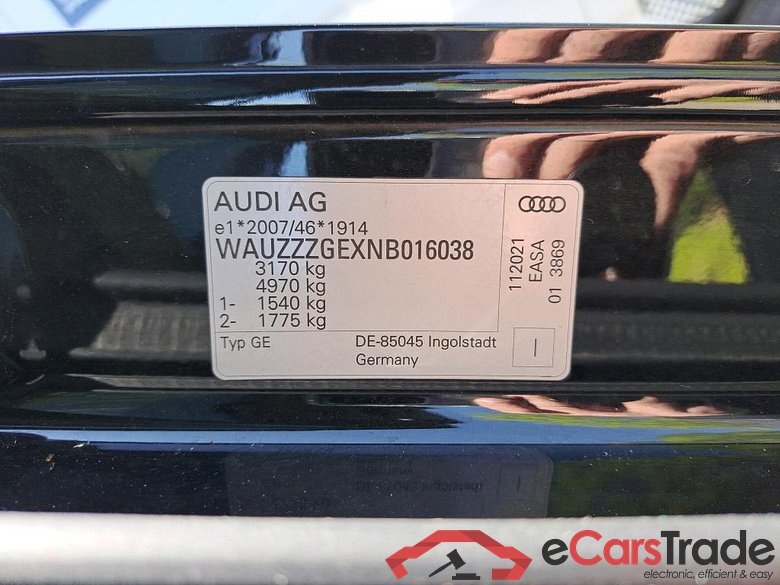 AUDI AG
e1*2007/46*1914
WAUZZZGEXNB016038
3170 kg
4970 kg
1- 1540 kg
2- 1775 kg
Typ GE
DE-85045 Ingolstadt
Germany
112021
EASA
01 3869
I
eCarsTrade
electronic, efficient & easy